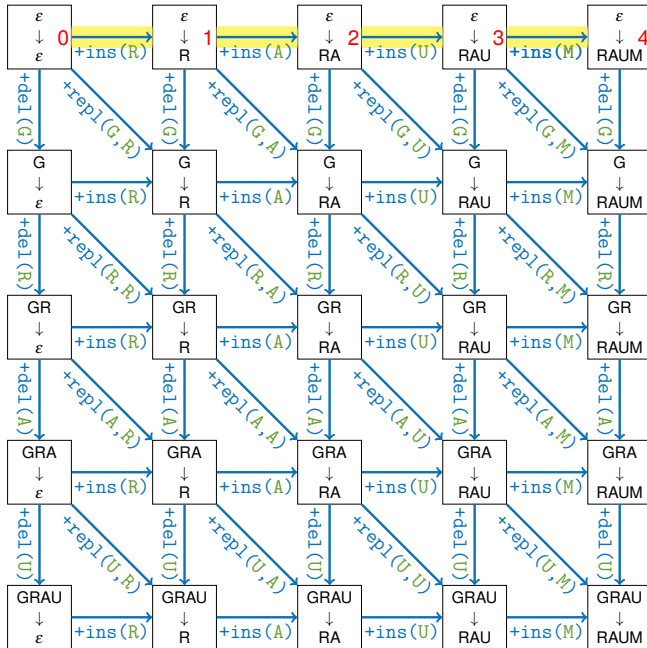 ε ε ε ε ε
↓ 0 ↓ 1 ↓ 2 ↓ 3 ↓ 4
ε +ins(R) R +ins(A) RA +ins(U) RAU +ins(M) RAUM
+del(G) +repl(G,R) +del(G) +repl(G,A) +del(G) +repl(G,U) +del(G) +repl(G,M) +del(G)
G G G G G
↓ +ins(R) ↓ +ins(A) ↓ +ins(U) ↓ +ins(M) ↓
ε R RA RAU RAUM
+del(R) +repl(R,R) +del(R) +repl(R,A) +del(R) +repl(R,U) +del(R) +repl(R,M) +del(R)
GR GR GR GR GR
↓ +ins(R) ↓ +ins(A) ↓ +ins(U) ↓ +ins(M) ↓
ε R RA RAU RAUM
+del(A) +repl(A,R) +del(A) +repl(A,A) +del(A) +repl(A,U) +del(A) +repl(A,M) +del(A)
GRA GRA GRA GRA GRA
↓ +ins(R) ↓ +ins(A) ↓ +ins(U) ↓ +ins(M) ↓
ε R RA RAU RAUM
+del(U) +repl(U,R) +del(U) +repl(U,A) +del(U) +repl(U,U) +del(U) +repl(U,M) +del(U)
GRAU GRAU GRAU GRAU GRAU
↓ +ins(R) ↓ +ins(A) ↓ +ins(U) ↓ +ins(M) ↓
ε R RA RAU RAUM